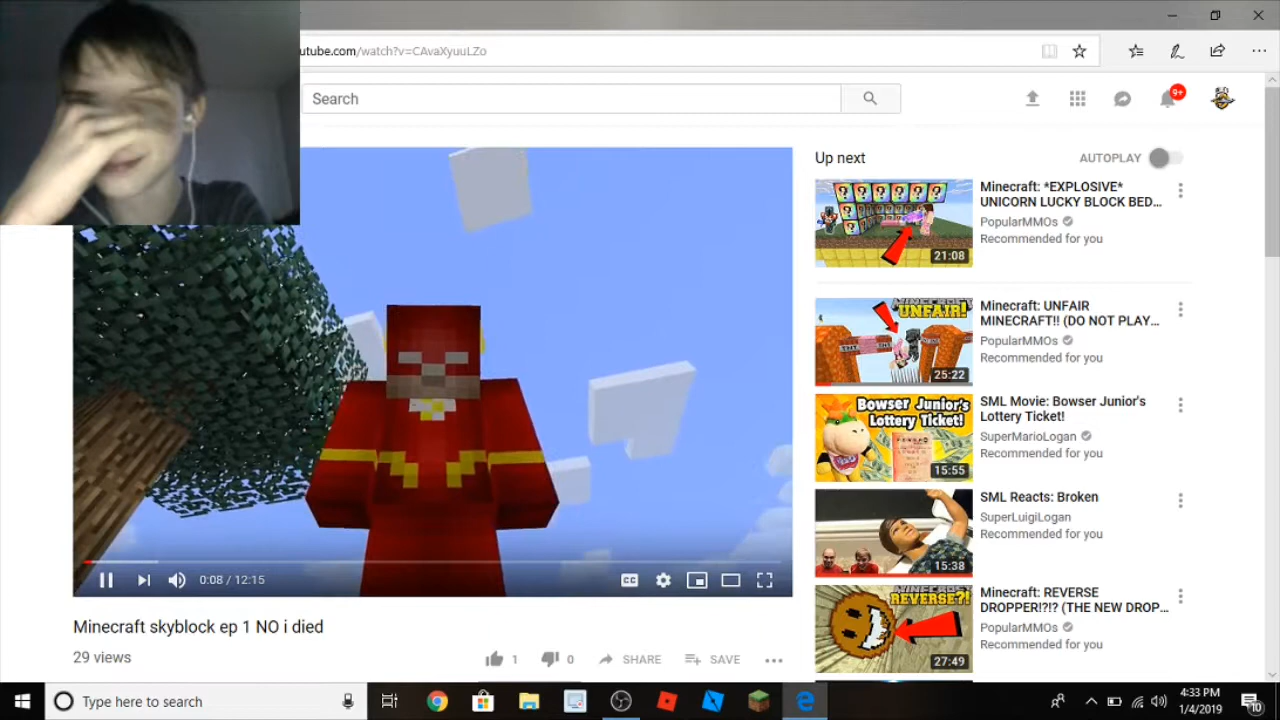 utube.com/watch?v=CAvaXyuuLZo
Search
9+
Up next
AUTOPLAY
Minecraft: *EXPLOSIVE*
UNICORN LUCKY BLOCK BED...
PopularMMOs
Recommended for you
21:08
MINECRAFT
UNFAIR!
TNT
25:22
Minecraft: UNFAIR
MINECRAFT!! (DO NOT PLAY...
PopularMMOs
Recommended for you
Bowser Junior's
Lottery Ticket!
15:55
SML Movie: Bowser Junior's
Lottery Ticket!
SuperMarioLogan
Recommended for you
15:38
SML Reacts: Broken
SuperLuigiLogan
Recommended for you
MINECRAFT
REVERSE?!
27:49
Minecraft: REVERSE
DROPPER!?!? (THE NEW DROP...
PopularMMOs
Recommended for you
0:08 / 12:15
CC
Minecraft skyblock ep 1 NO i died
29 views
1
0
SHARE
SAVE
Type here to search
4:33 PM
1/4/2019
10